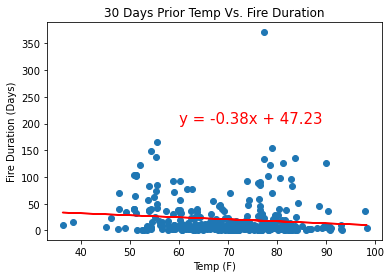 30 Days Prior Temp Vs. Fire Duration
Fire Duration (Days)
350
300
250
200
150
100
50
0
y = -0.38x + 47.23
40 50 60 70 80 90 100
Temp (F)